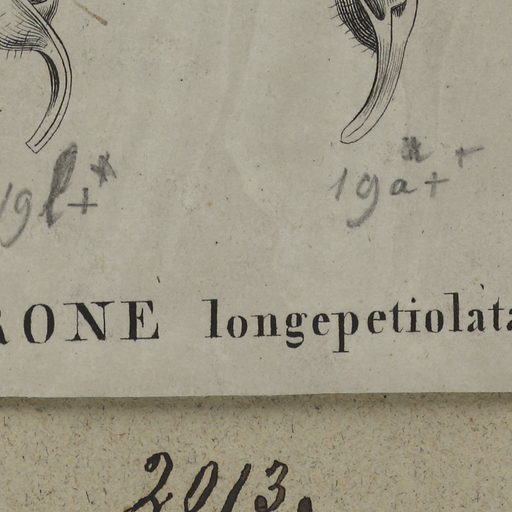 19l+* 19a*++
RONE longepetiolata
2013.